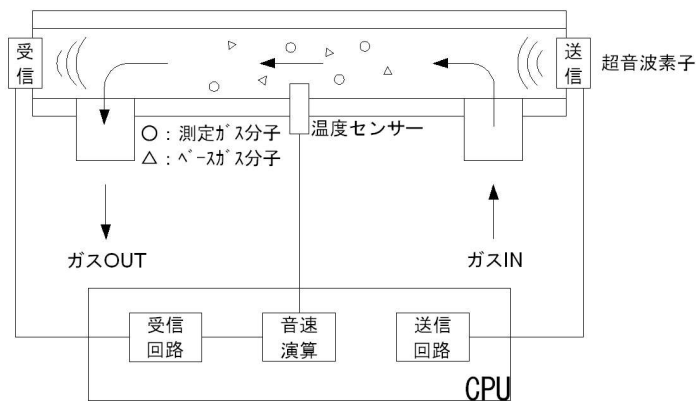 受
信
送
信
超音波素子
○：測定ｶﾞｽ分子
△：ﾍﾞｰｽｶﾞｽ分子
温度センサー
ガスOUT
ガスIN
受信
回路
音速
演算
送信
回路
CPU